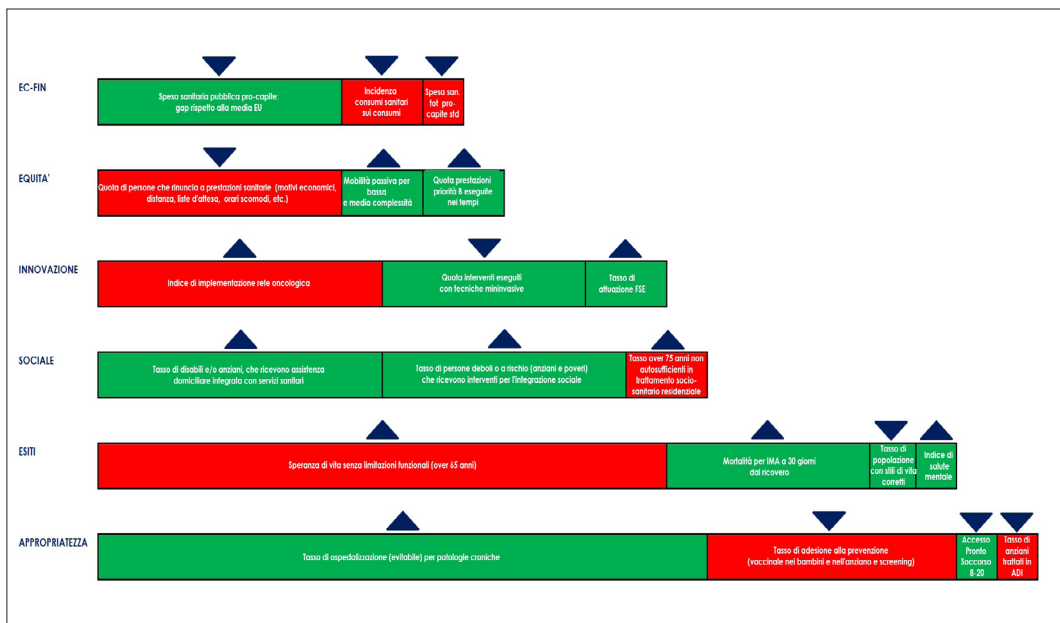 EC-FIN
Spesa sanitaria pubblica pro-capite:
gap rispetto alla media EU
Incidenza
consumi sanitari
sui consumi
Spesa san.
tot pro-
capite std
EQUITA'
Quota di persone che rinuncia a prestazioni sanitarie (motivi economici,
distanza, liste d'attesa, orari scomodi, etc.)
Mobilità passiva per
bassa
e media complessità
Quota prestazioni
priorità B eseguite
nei tempi
INNOVAZIONE
Indice di implementazione rete oncologica
Quota interventi eseguiti
con tecniche mininvasive
Tasso di
attuazione FSE
SOCIALE
Tasso di disabili e/o anziani, che ricevono assistenza
domiciliare integrata con servizi sanitari
Tasso di persone deboli o a rischio (anziani e poveri)
che ricevono interventi per l'integrazione sociale
Tasso over 75 anni non
autosufficienti in
trattamento socio-
sanitario residenziale
ESITI
Speranza di vita senza limitazioni funzionali (over 65 anni)
Mortalità per IMA a 30 giorni
dal ricovero
Tasso di
popolazione
con stili di vita
corretti
Indice di
salute
mentale
APPROPRIATEZZA
Tasso di ospedalizzazione (evitabile) per patologie croniche
Tasso di adesione alla prevenzione
(vaccinale nei bambini e nell'anziano e screening)
Accesso
Pronto
Soccorso
8-20
Tasso di
anziani
trattati in
ADI